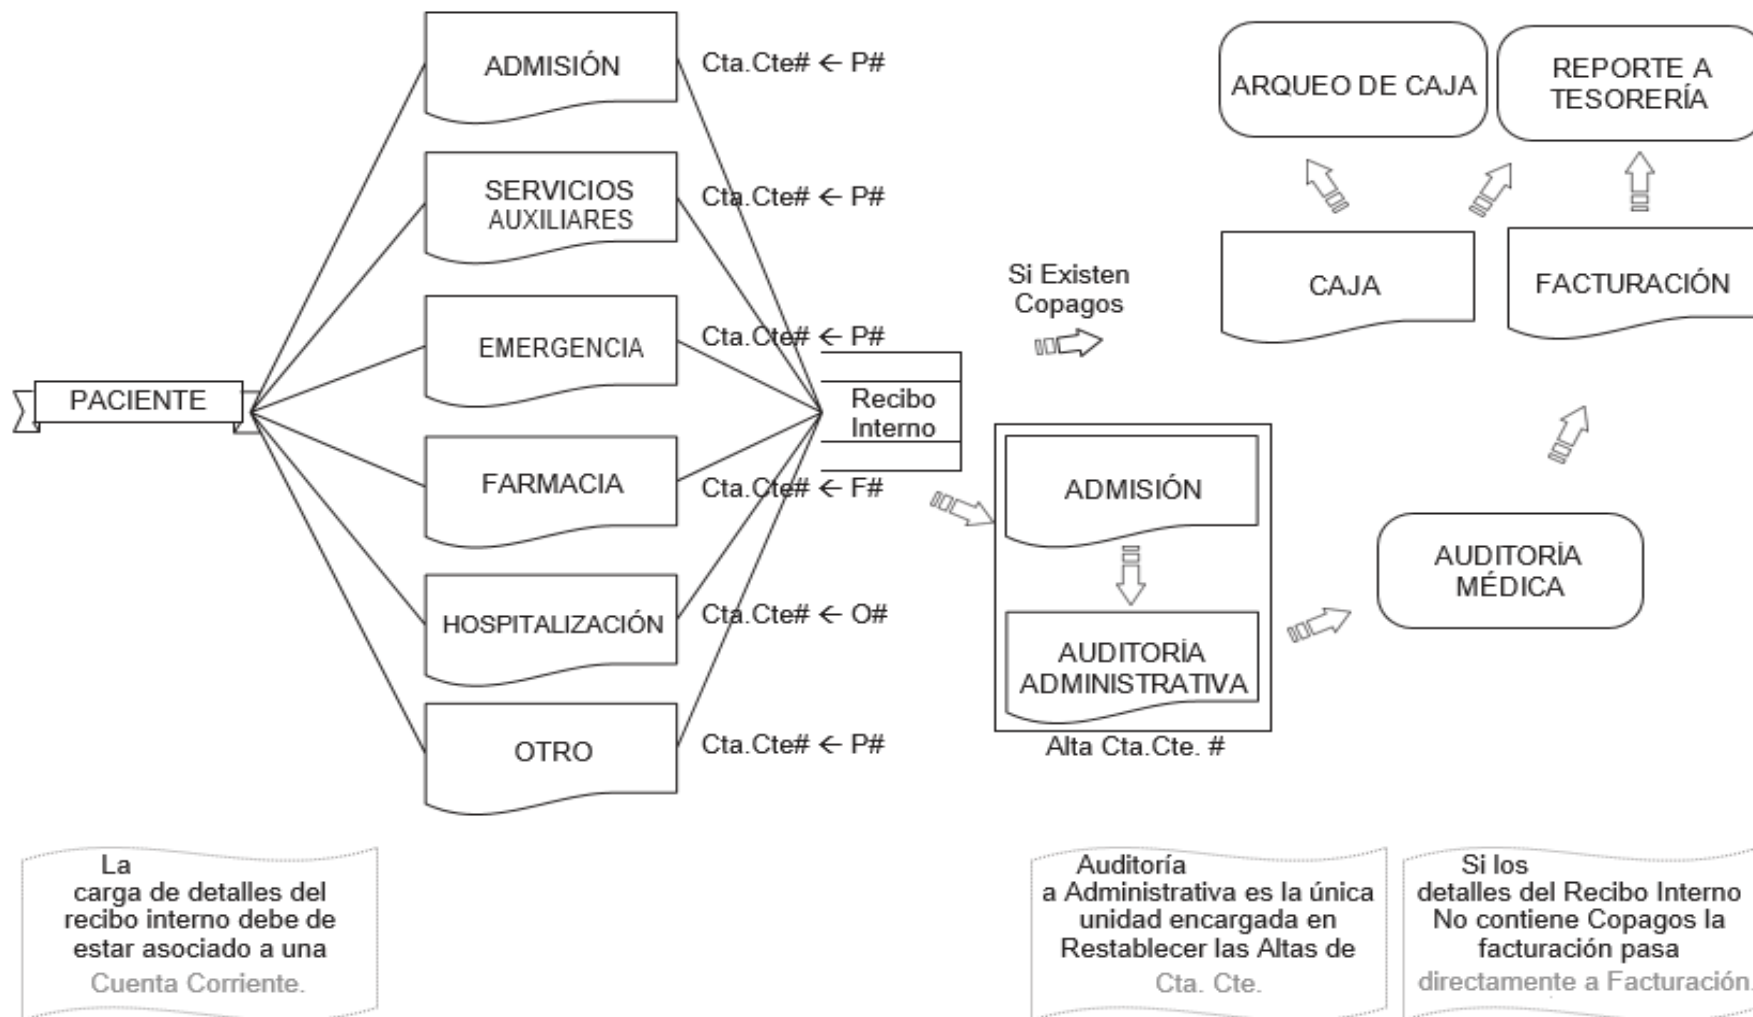 PACIENTE
ADMISIÓN
SERVICIOS
AUXILIARES
EMERGENCIA
FARMACIA
HOSPITALIZACIÓN
OTRO
Cta.Cte# ← P#
Cta.Cte# ← P#
Cta.Cte# ← P#
Cta.Cte# ← F#
Cta.Cte# ← O#
Cta.Cte# ← P#
Recibo
Interno
Si Existen
Copagos
ARQUEO DE CAJA
REPORTE A
TESORERÍA
CAJA
FACTURACIÓN
ADMISIÓN
AUDITORÍA
ADMINISTRATIVA
Alta Cta.Cte. #
AUDITORÍA
MÉDICA
La
carga de detalles del
recibo interno debe de
estar asociado a una
Cuenta Corriente.
Auditoría
a Administrativa es la única
unidad encargada en
Restablecer las Altas de
Cta. Cte.
Si los
detalles del Recibo Interno
No contiene Copagos la
facturación pasa
directamente a Facturación.